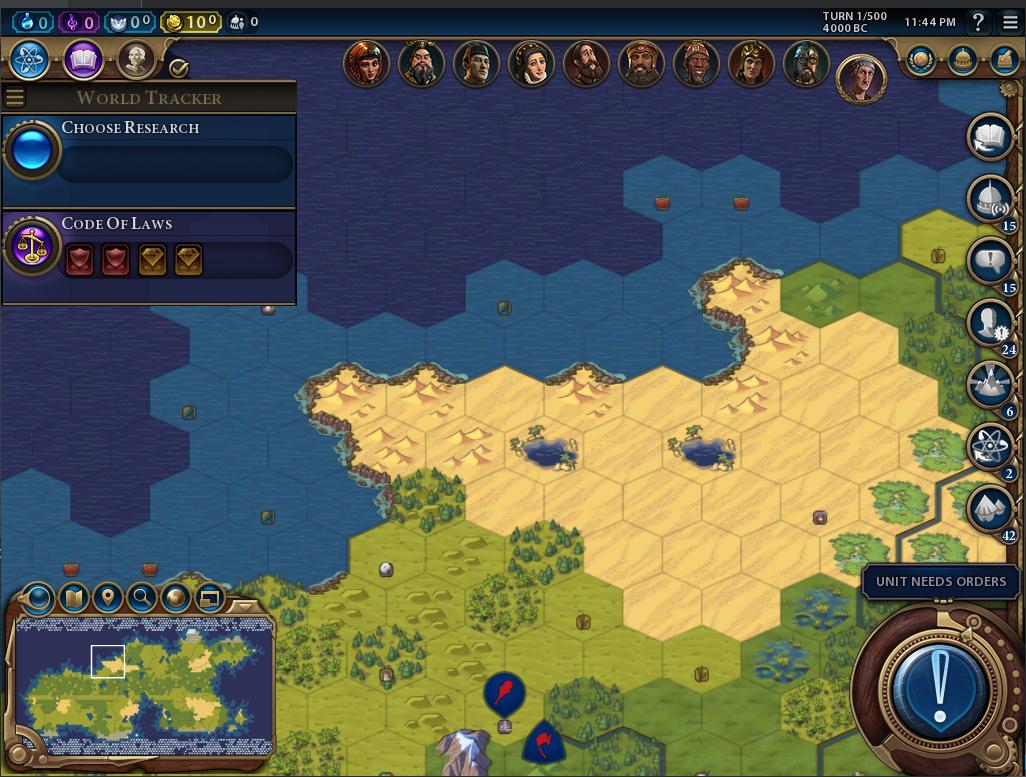 0 0 0 0 10 0 0
TURN 1/500
4000 BC
11:44 PM
?
WORLD TRACKER
CHOOSE RESEARCH
CODE OF LAWS
15
15
24
6
2
42
UNIT NEEDS ORDERS